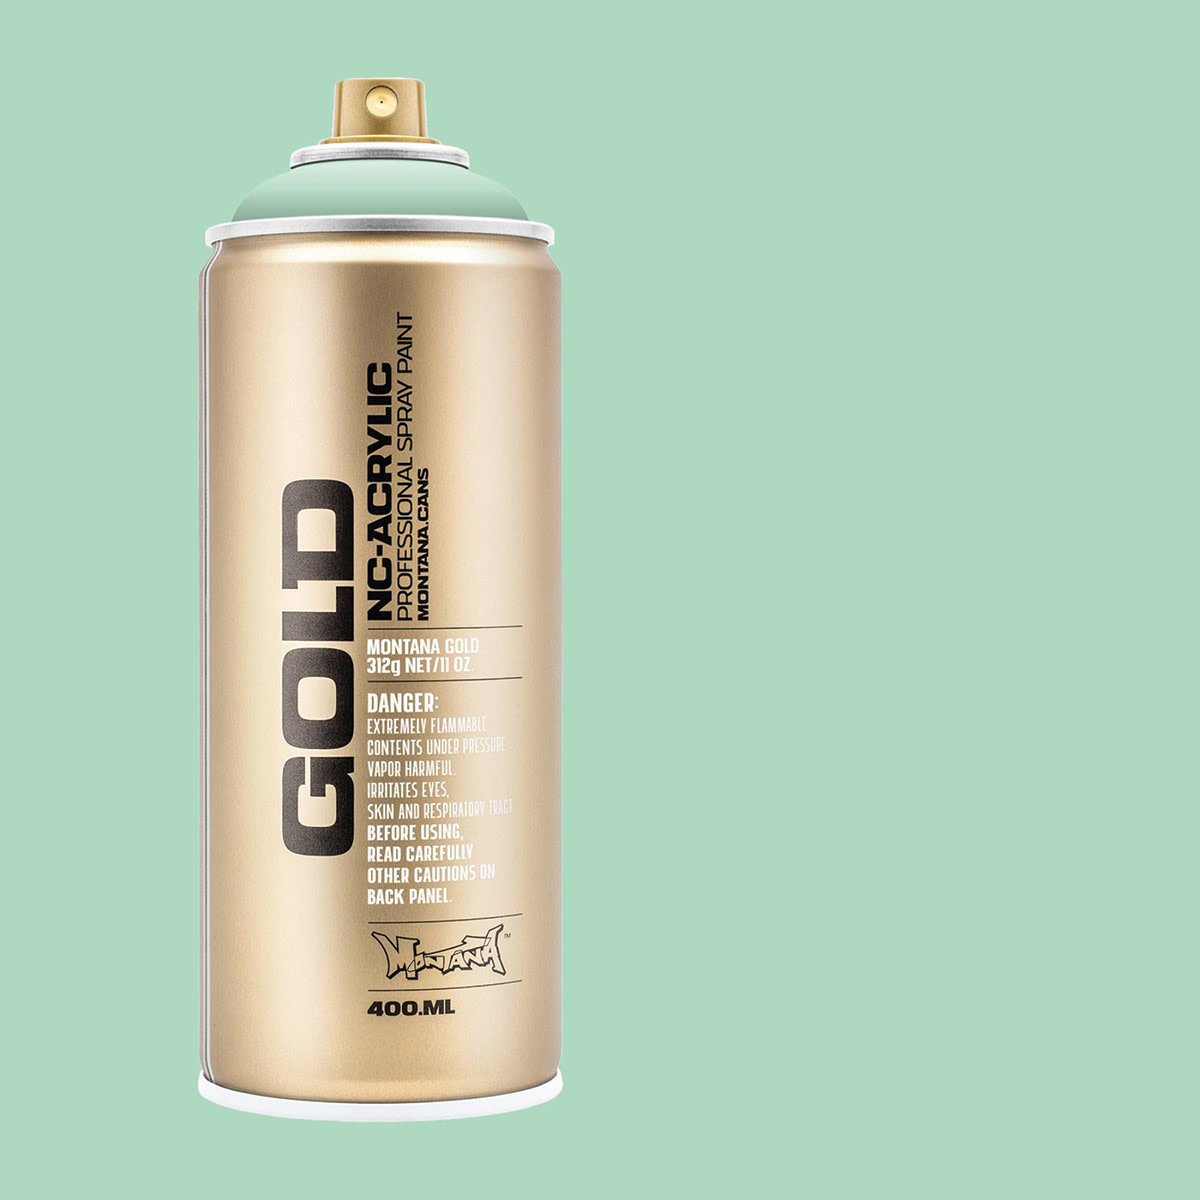 GOLD
NC-ACRYLIC
PROFESSIONAL SPRAY PAINT
MONTANA.CANS
MONTANA GOLD
312g NET/11 OZ.
DANGER:
EXTREMELY FLAMMABLE
CONTENTS UNDER PRESSURE.
VAPOR HARMFUL.
IRRITATES EYES,
SKIN AND RESPIRATORY TRACT.
BEFORE USING,
READ CAREFULLY
OTHER CAUTIONS ON
BACK PANEL.
MONTANA™
400.ML